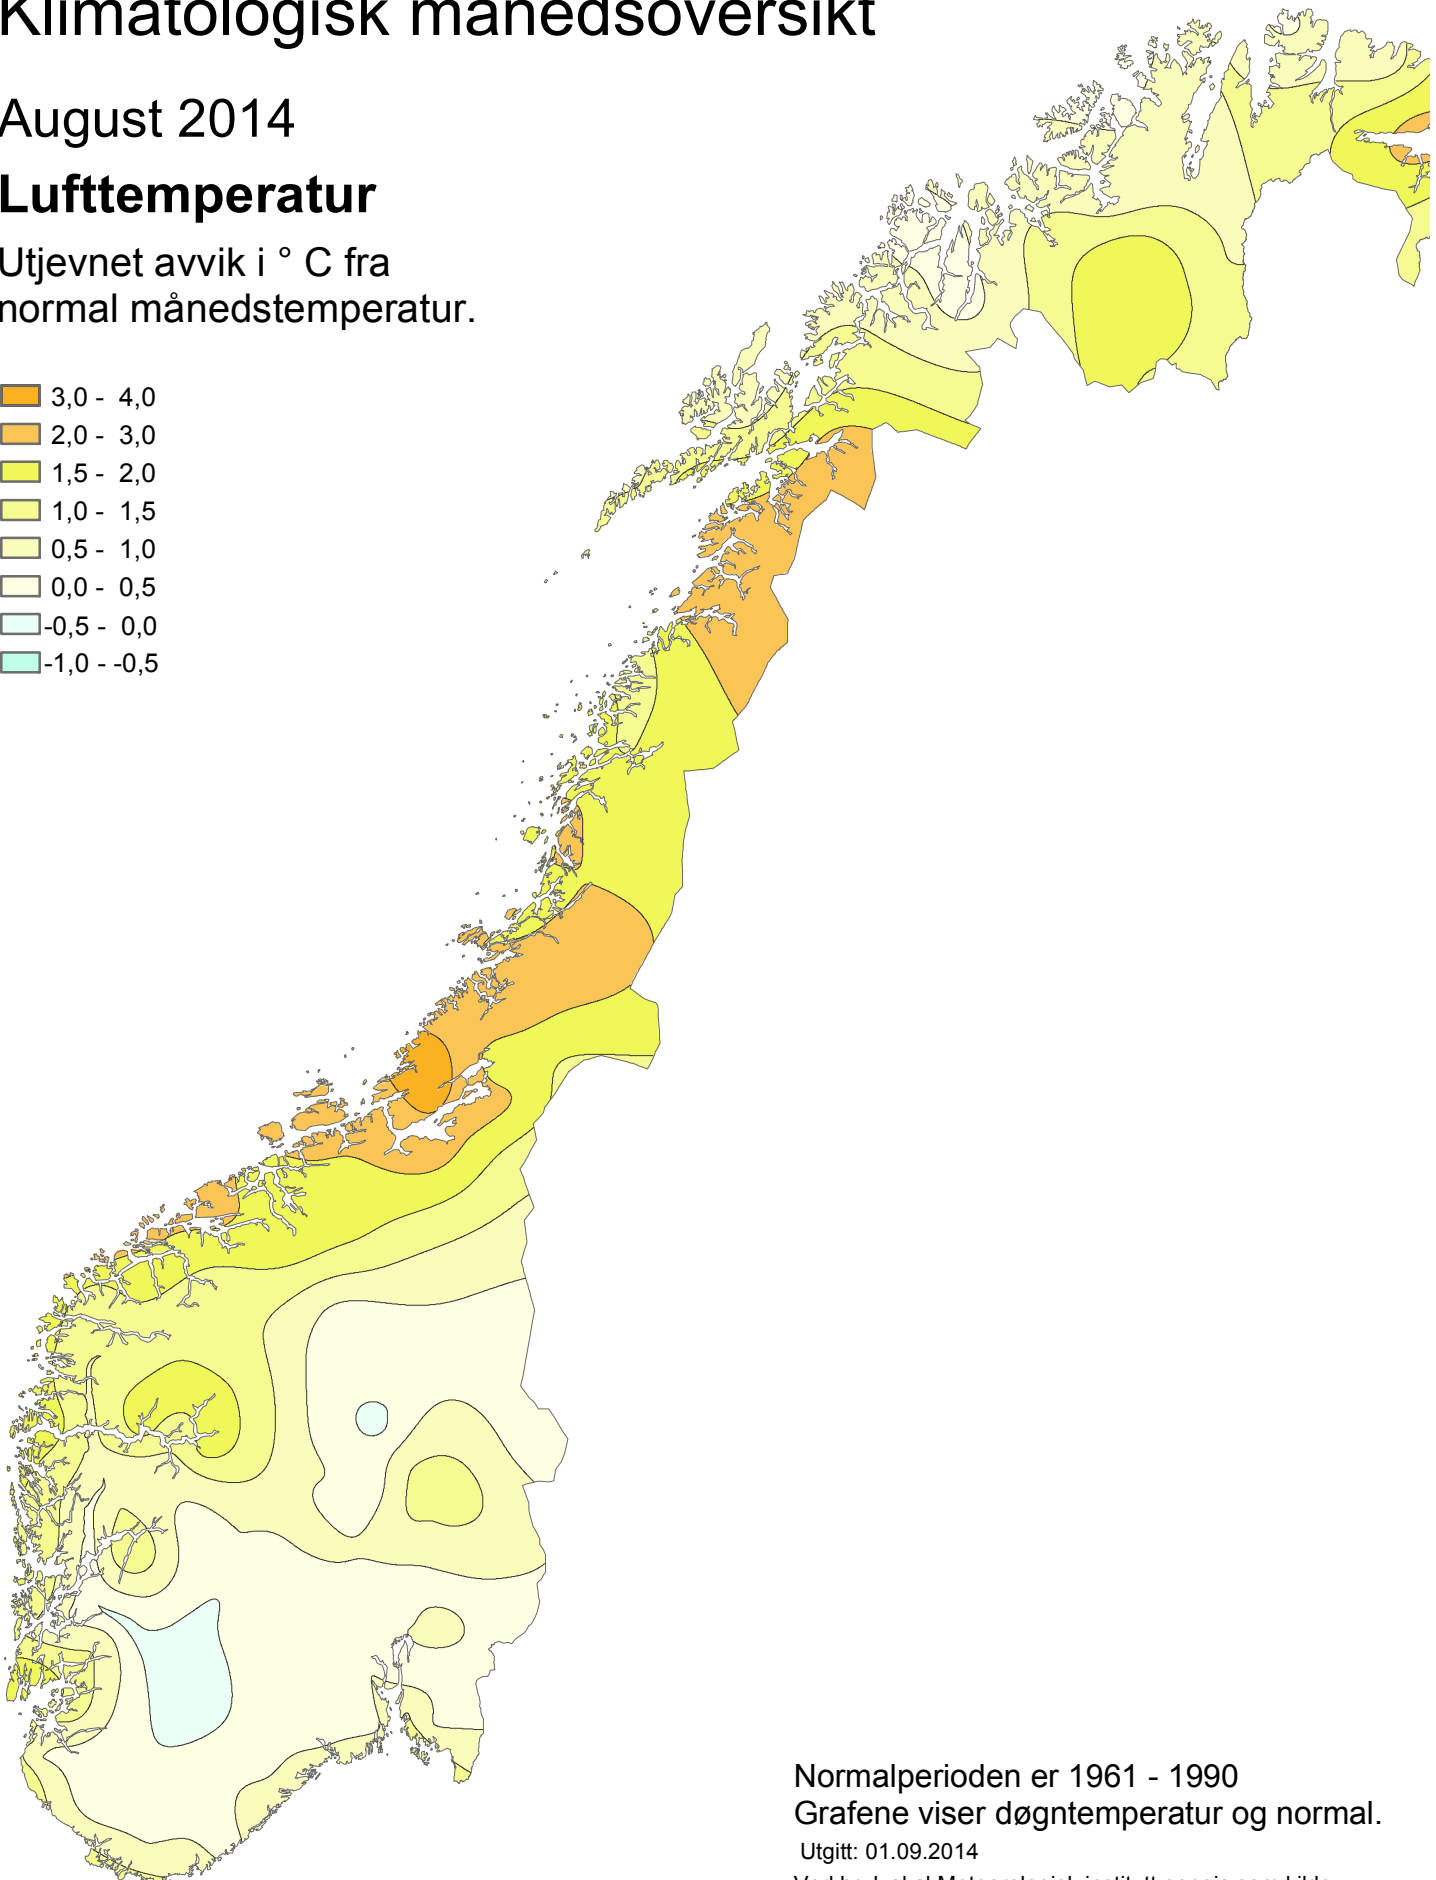 Klimatologisk månedsoversikt
August 2014
Lufttemperatur
Utjevnet avvik i ° C fra
normal månedstemperatur.
3,0 - 4,0
2,0 - 3,0
1,5 - 2,0
1,0 - 1,5
0,5 - 1,0
0,0 - 0,5
-0,5 - 0,0
-1,0 - -0,5
Normalperioden er 1961 - 1990
Grafene viser døgntemperatur og normal.
Utgitt: 01.09.2014